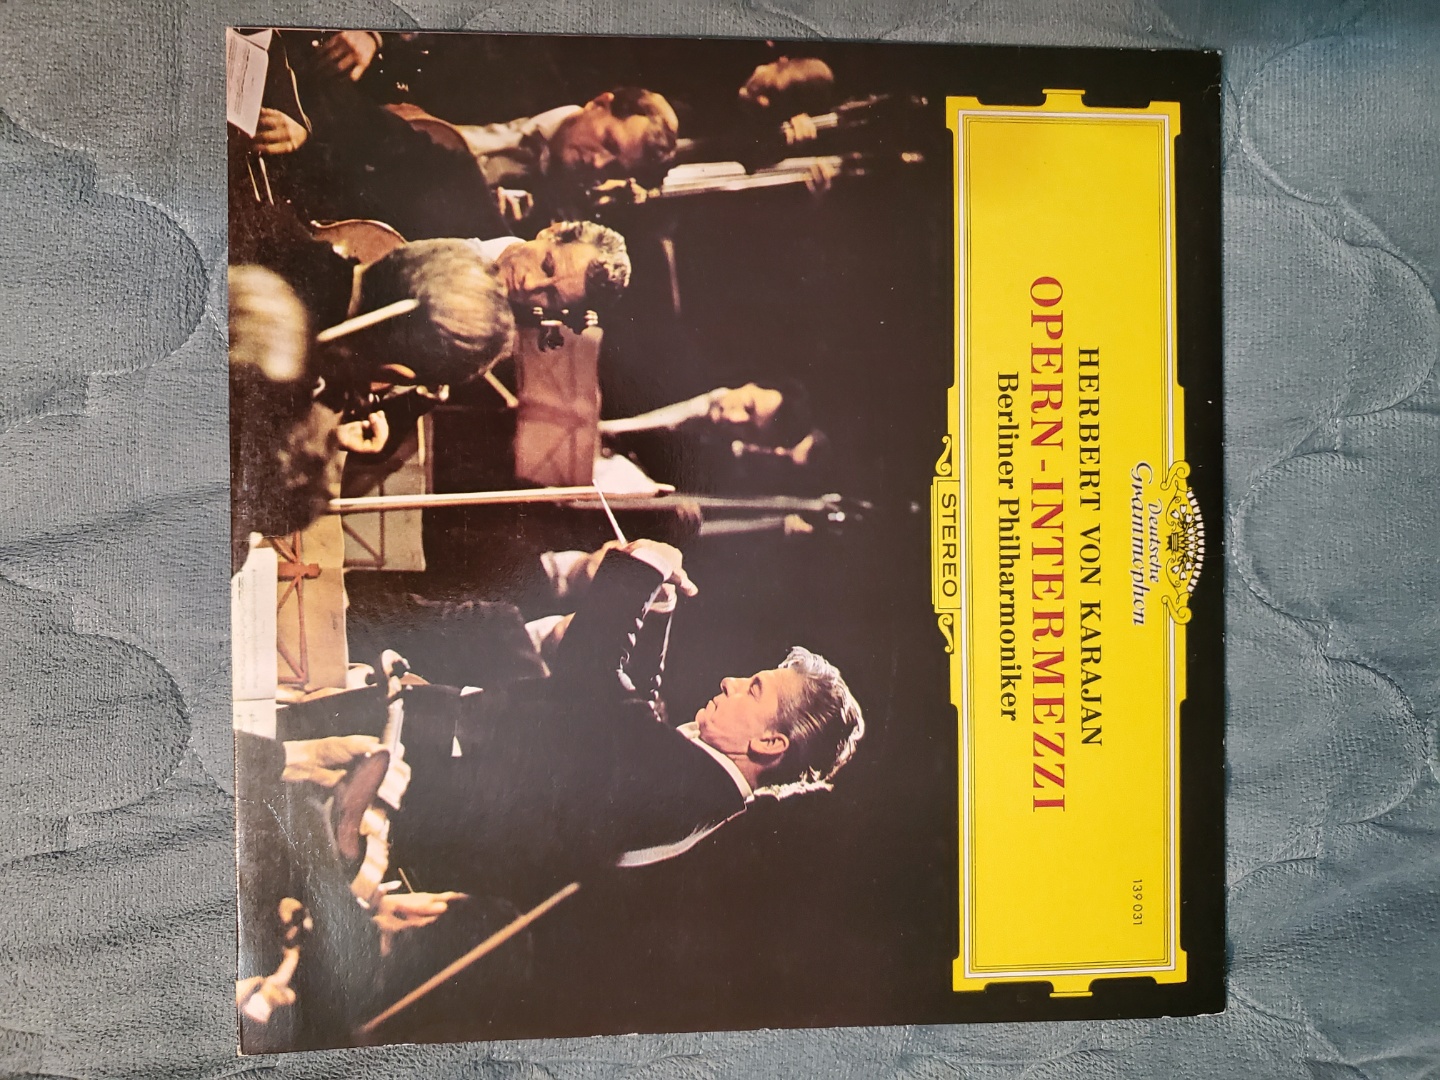 Deutsche
Grammophon
139 031
HERBERT VON KARAJAN
OPERN-INTERMEZZI
Berliner Philharmoniker
STEREO